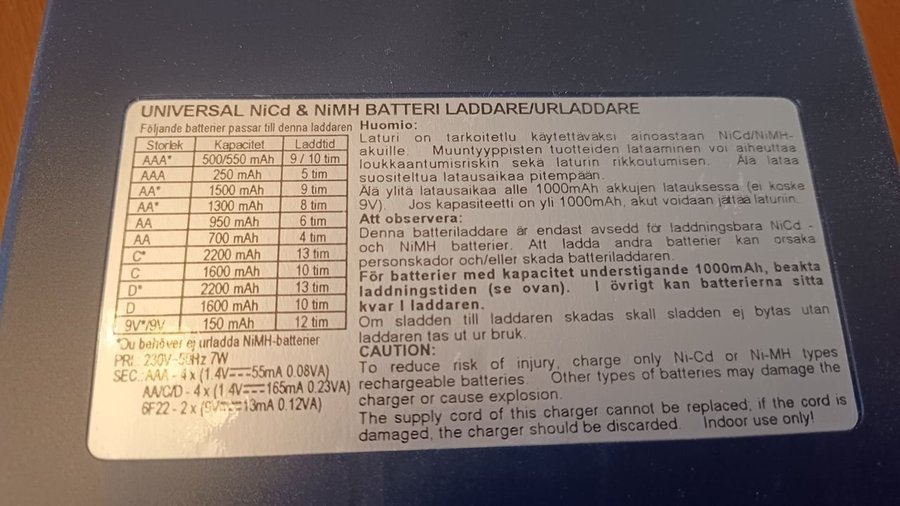 UNIVERSAL NiCd & NiMH BATTERI LADDARE/URLADDARE
Följande batterier passar till denna laddaren
Storlek Kapacitet Laddtid
AAA* 500/550 mAh 9 / 10 tim
AAA 250 mAh 5 tim
AA* 1500 mAh 9 tim
AA* 1300 mAh 8 tim
AA 950 mAh 6 tim
AA 700 mAh 4 tim
C* 2200 mAh 13 tim
C 1600 mAh 10 tim
D* 2200 mAh 13 tim
D 1600 mAh 10 tim
9V*/9V 150 mAh 12 tim
*Du behöver ej urladda NiMH-batterier
PRI. 230V~50Hz 7W
SEC.:AAA - 4 x (1.4V⎓55mA 0.08VA)
AA/C/D - 4 x (1.4V⎓165mA 0.23VA)
6F22 - 2 x (9V⎓13mA 0.12VA)
Huomio:
Laturi on tarkoitettu käytettäväksi ainoastaan NiCd/NiMH-
akuille. Muuntyyppisten tuotteiden lataaminen voi aiheuttaa
loukkaantumisriskin sekä laturin rikkoutumisen. Älä lataa
suositeltua latausaikaa pitempään.
Älä ylitä latausaikaa alle 1000mAh akkujen latauksessa (ei koske
9V). Jos kapasiteetti on yli 1000mAh, akut voidaan jättää laturiin.
Att observera:
Denna batteriladdare är endast avsedd för laddningsbara NiCd -
och NiMH batterier. Att ladda andra batterier kan orsaka
personskador och/eller skada batteriladdaren.
För batterier med kapacitet understigande 1000mAh, beakta
laddningstiden (se ovan). I övrigt kan batterierna sitta
kvar I laddaren.
Om sladden till laddaren skadas skall sladden ej bytas utan
laddaren tas ut ur bruk.
CAUTION:
To reduce risk of injury, charge only Ni-Cd or Ni-MH types
rechargeable batteries. Other types of batteries may damage the
charger or cause explosion.
The supply cord of this charger cannot be replaced, if the cord is
damaged, the charger should be discarded. Indoor use only!